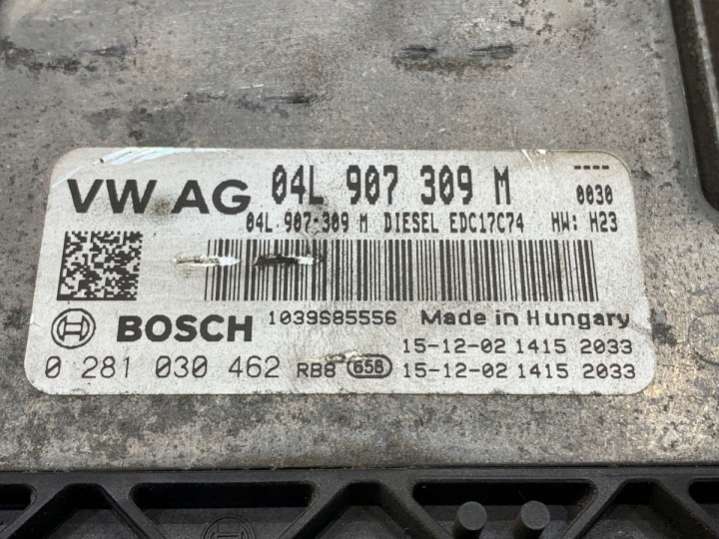 VW AG 04L 907 309 M ----
0030
04L 907 309 M DIESEL EDC17C74 HW: H23
BOSCH 1039S85556 Made in Hungary
15-12-02 1415 2033
0 281 030 462 RB8 658 15-12-02 1415 2033